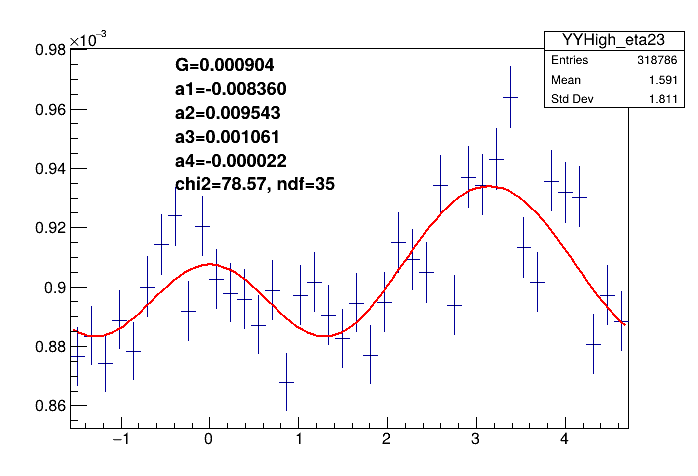 ×10⁻³
YYHigh_eta23
Entries 318786
Mean 1.591
Std Dev 1.811
G=0.000904
a1=-0.008360
a2=0.009543
a3=0.001061
a4=-0.000022
chi2=78.57, ndf=35
0.98
0.96
0.94
0.92
0.9
0.88
0.86
−1 0 1 2 3 4